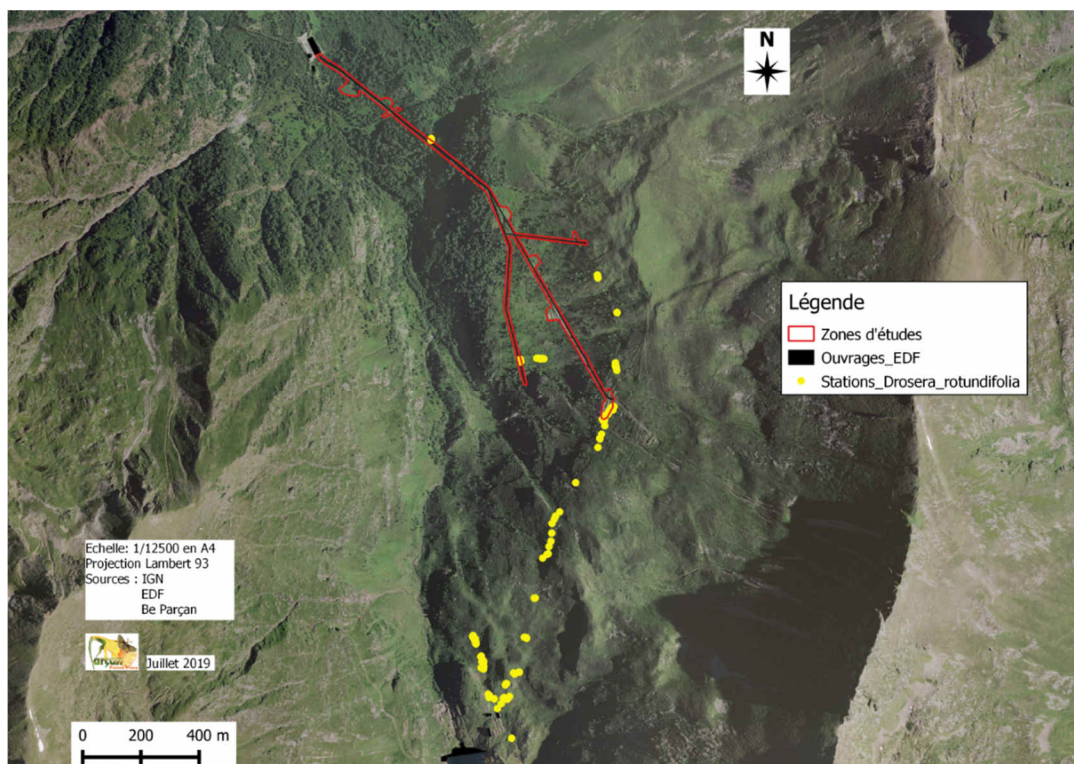 N
Légende
Zones d'études
Ouvrages_EDF
Stations_Drosera_rotundifolia
Echelle: 1/12500 en A4
Projection Lambert 93
Sources : IGN
EDF
Be Parçan
Juillet 2019
0 200 400 m